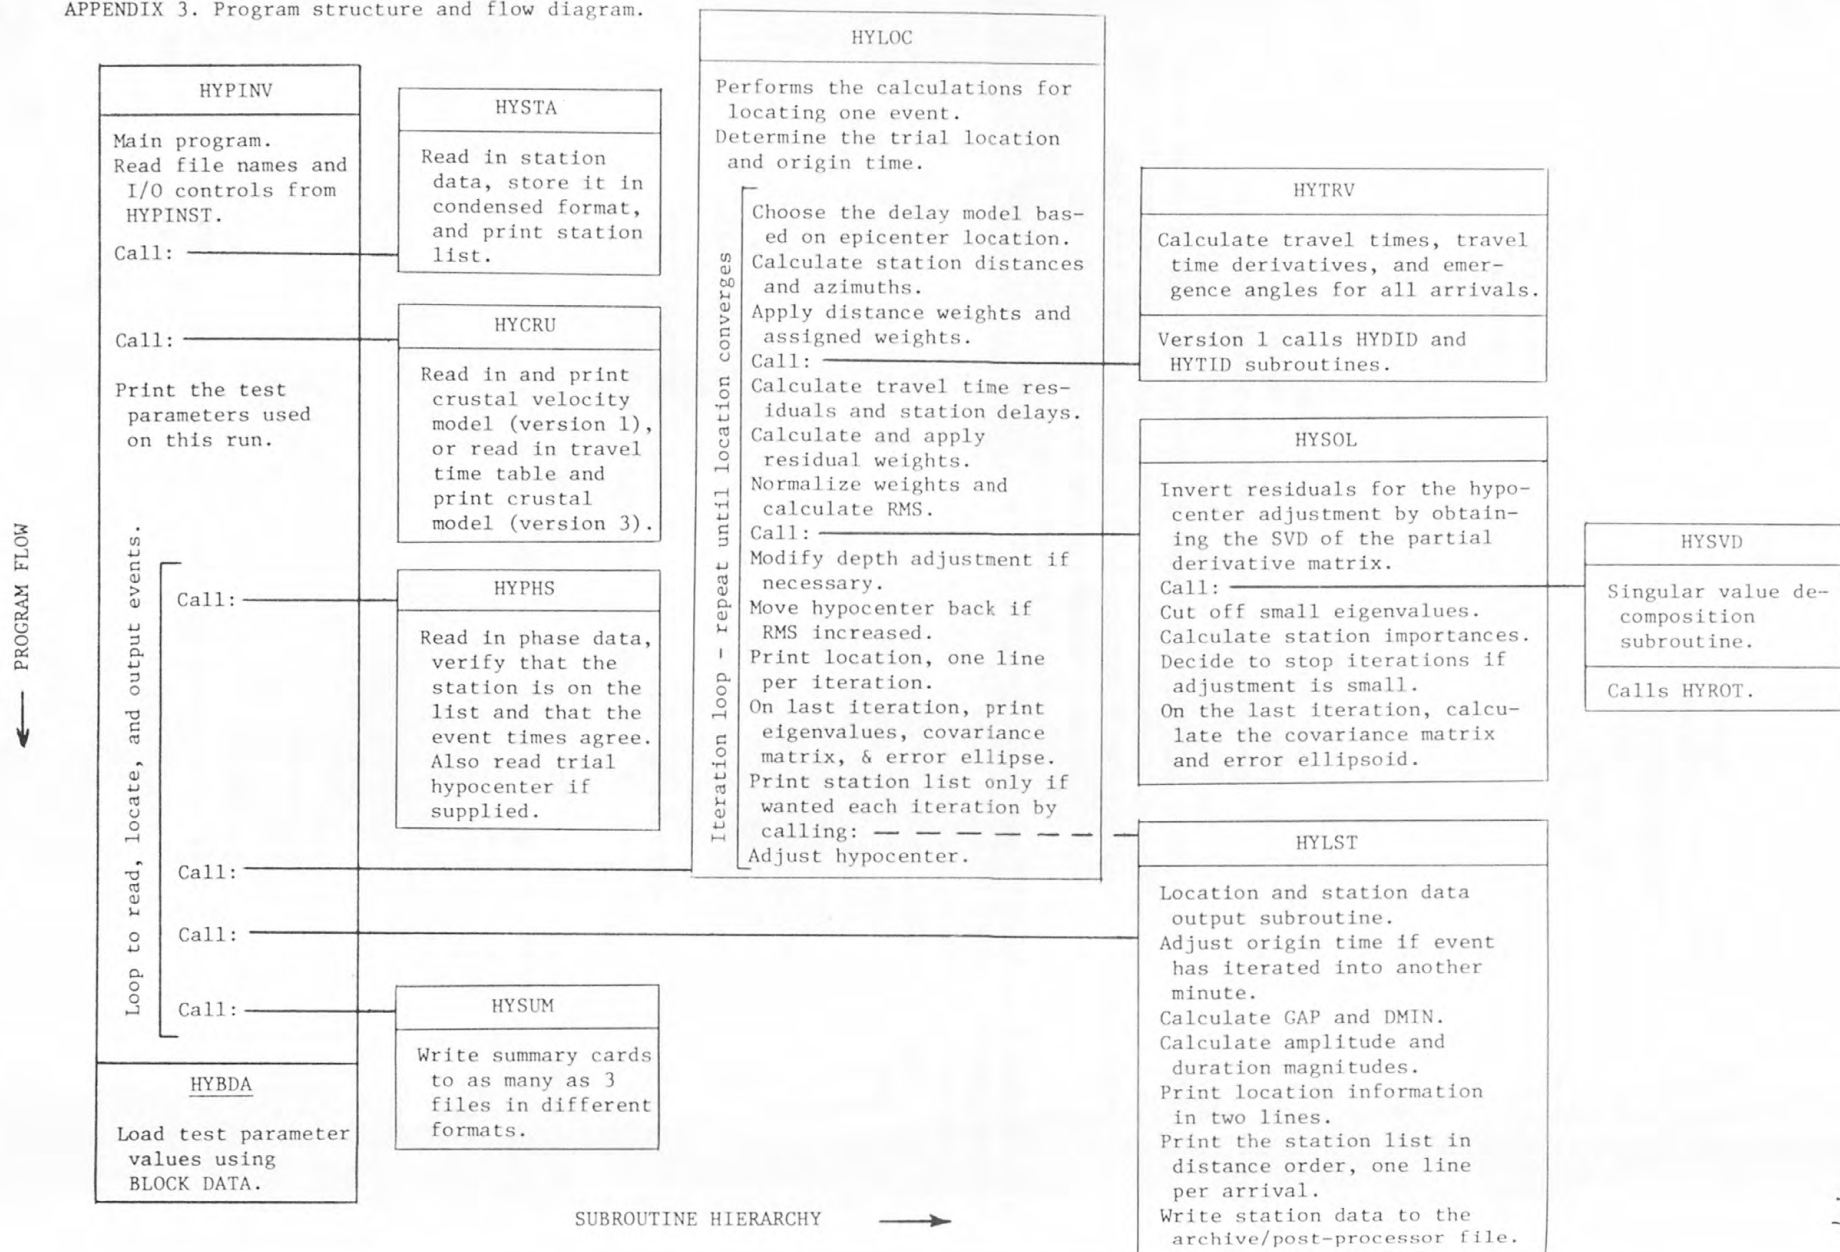 APPENDIX 3. Program structure and flow diagram.
HYPINV
Main program.
Read file names and
I/O controls from
HYPINST.
Call:
Call:
Print the test
parameters used
on this run.
Loop to read, locate, and output events.
Call:
Call:
Call:
Call:
HYBDA
Load test parameter
values using
BLOCK DATA.
PROGRAM FLOW
HYSTA
Read in station
data, store it in
condensed format,
and print station
list.
HYCRU
Read in and print
crustal velocity
model (version 1),
or read in travel
time table and
print crustal
model (version 3).
HYPHS
Read in phase data,
verify that the
station is on the
list and that the
event times agree.
Also read trial
hypocenter if
supplied.
HYSUM
Write summary cards
to as many as 3
files in different
formats.
HYLOC
Performs the calculations for
locating one event.
Determine the trial location
and origin time.
Iteration loop - repeat until location converges
Choose the delay model bas-
ed on epicenter location.
Calculate station distances
and azimuths.
Apply distance weights and
assigned weights.
Call:
Calculate travel time res-
iduals and station delays.
Calculate and apply
residual weights.
Normalize weights and
calculate RMS.
Call:
Modify depth adjustment if
necessary.
Move hypocenter back if
RMS increased.
Print location, one line
per iteration.
On last iteration, print
eigenvalues, covariance
matrix, & error ellipse.
Print station list only if
wanted each iteration by
calling:
Adjust hypocenter.
HYTRV
Calculate travel times, travel
time derivatives, and emer-
gence angles for all arrivals.
Version 1 calls HYDID and
HYTID subroutines.
HYSOL
Invert residuals for the hypo-
center adjustment by obtain-
ing the SVD of the partial
derivative matrix.
Call:
Cut off small eigenvalues.
Calculate station importances.
Decide to stop iterations if
adjustment is small.
On the last iteration, calcu-
late the covariance matrix
and error ellipsoid.
HYSVD
Singular value de-
composition
subroutine.
Calls HYROT.
HYLST
Location and station data
output subroutine.
Adjust origin time if event
has iterated into another
minute.
Calculate GAP and DMIN.
Calculate amplitude and
duration magnitudes.
Print location information
in two lines.
Print the station list in
distance order, one line
per arrival.
Write station data to the
archive/post-processor file.
SUBROUTINE HIERARCHY